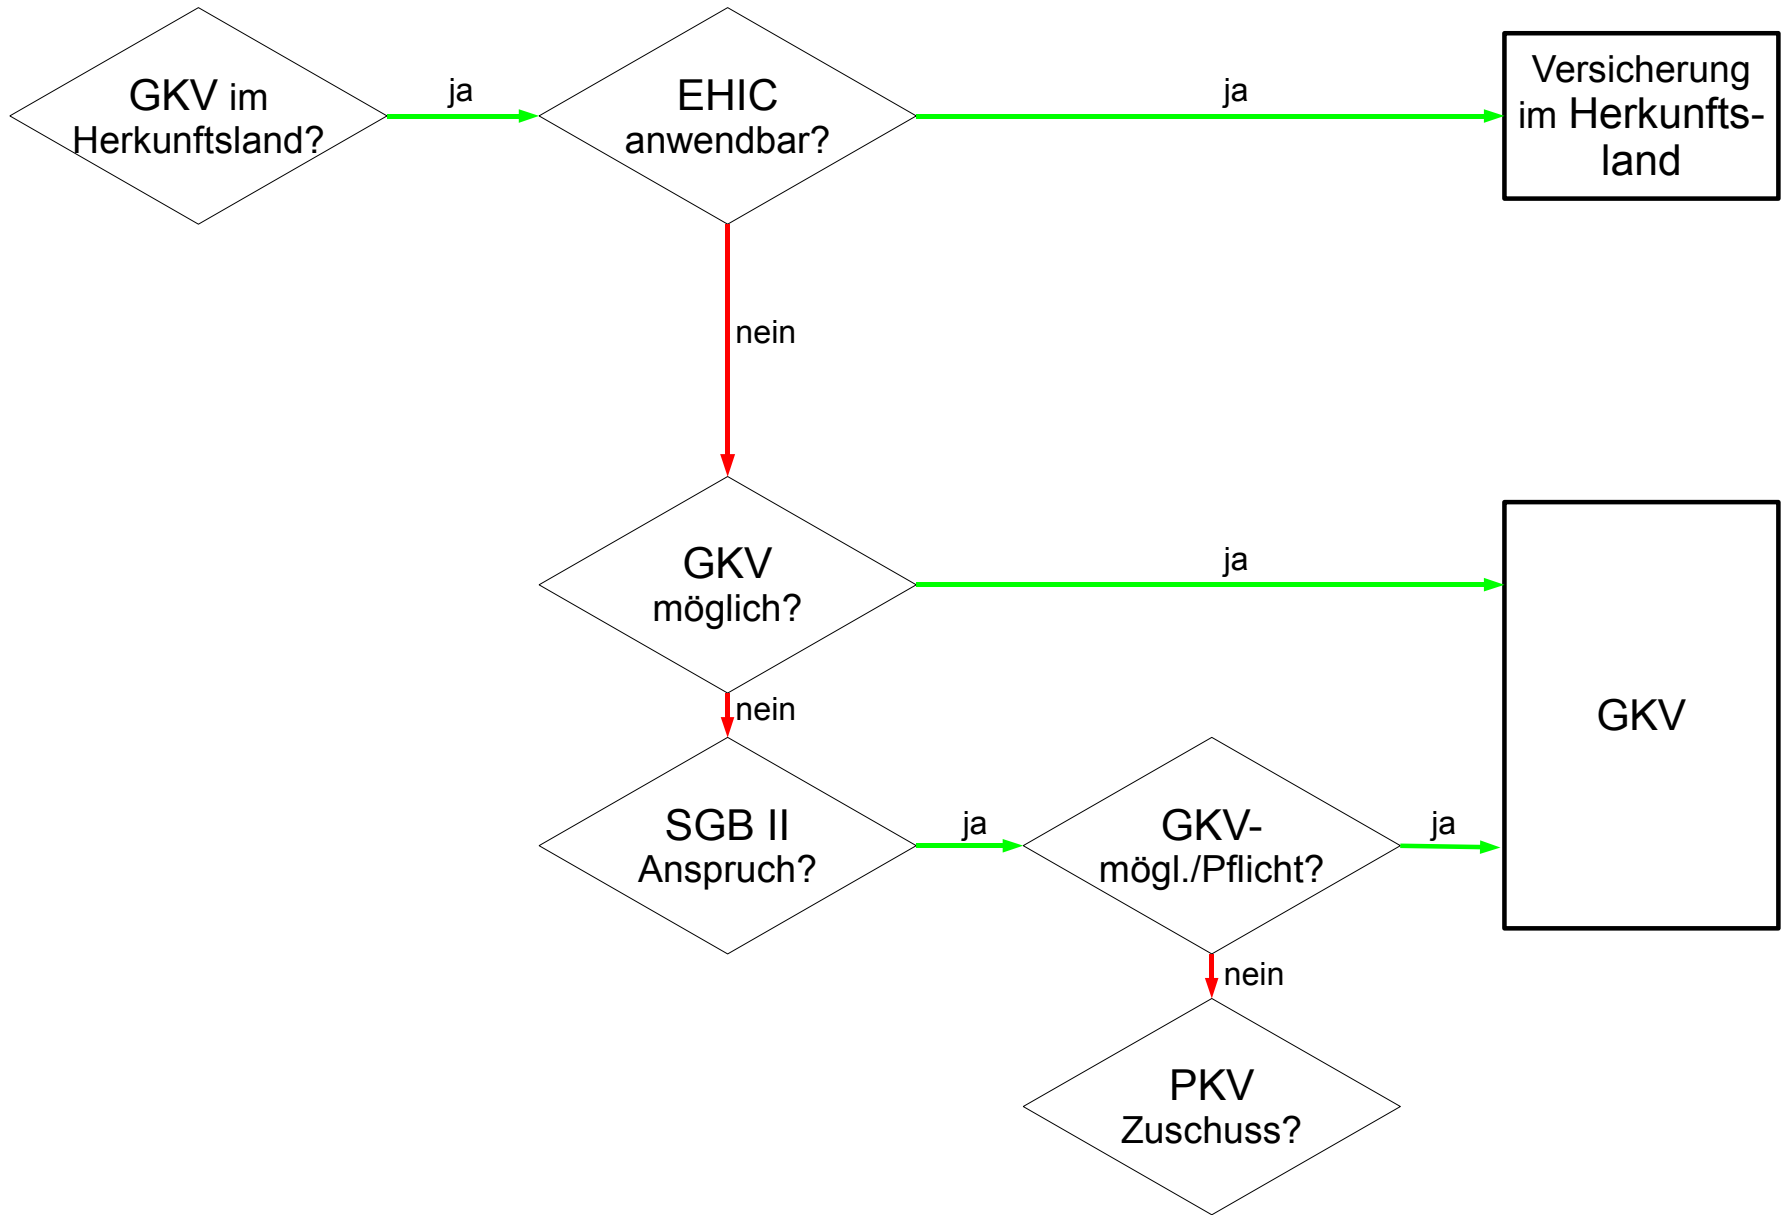 GKV im
Herkunftsland?
ja
EHIC
anwendbar?
ja
Versicherung
im Herkunfts-
land
nein
GKV
möglich?
ja
GKV
nein
SGB II
Anspruch?
ja
GKV-
mögl./Pflicht?
ja
nein
PKV
Zuschuss?